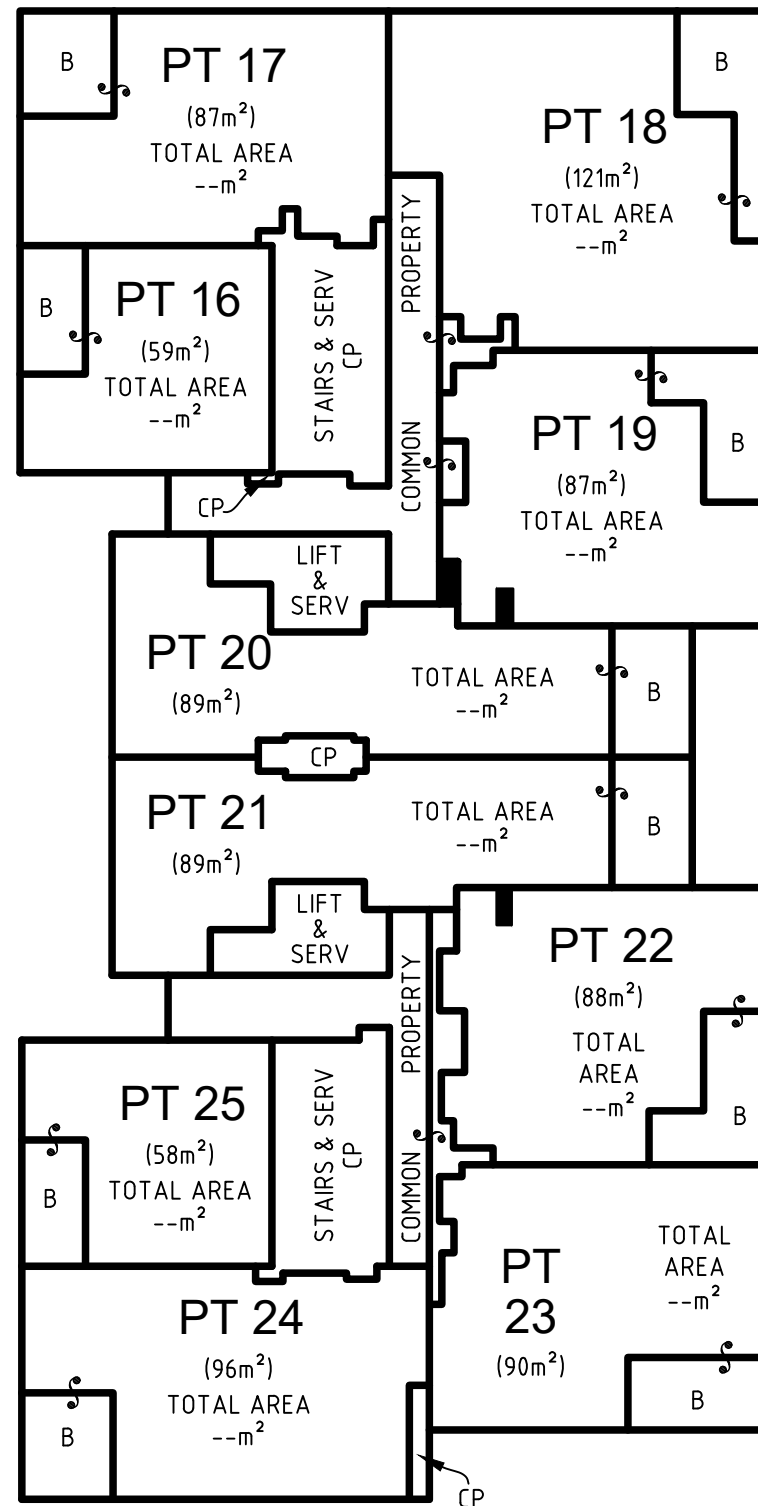 B
PT 17
(87m²)
TOTAL AREA
--m²
B
PT 18
(121m²)
TOTAL AREA
--m²
B
PT 16
(59m²)
TOTAL AREA
--m²
STAIRS & SERV
CP
COMMON PROPERTY
PT 19
(87m²)
TOTAL AREA
--m²
B
CP
LIFT
&
SERV
PT 20
(89m²)
TOTAL AREA
--m²
B
CP
PT 21
(89m²)
TOTAL AREA
--m²
B
LIFT
&
SERV
PT 22
(88m²)
TOTAL
AREA
--m²
B
PT 25
(58m²)
TOTAL AREA
--m²
B
STAIRS & SERV
CP
COMMON PROPERTY
PT
23
(90m²)
TOTAL
AREA
--m²
B
PT 24
(96m²)
TOTAL AREA
--m²
B
CP